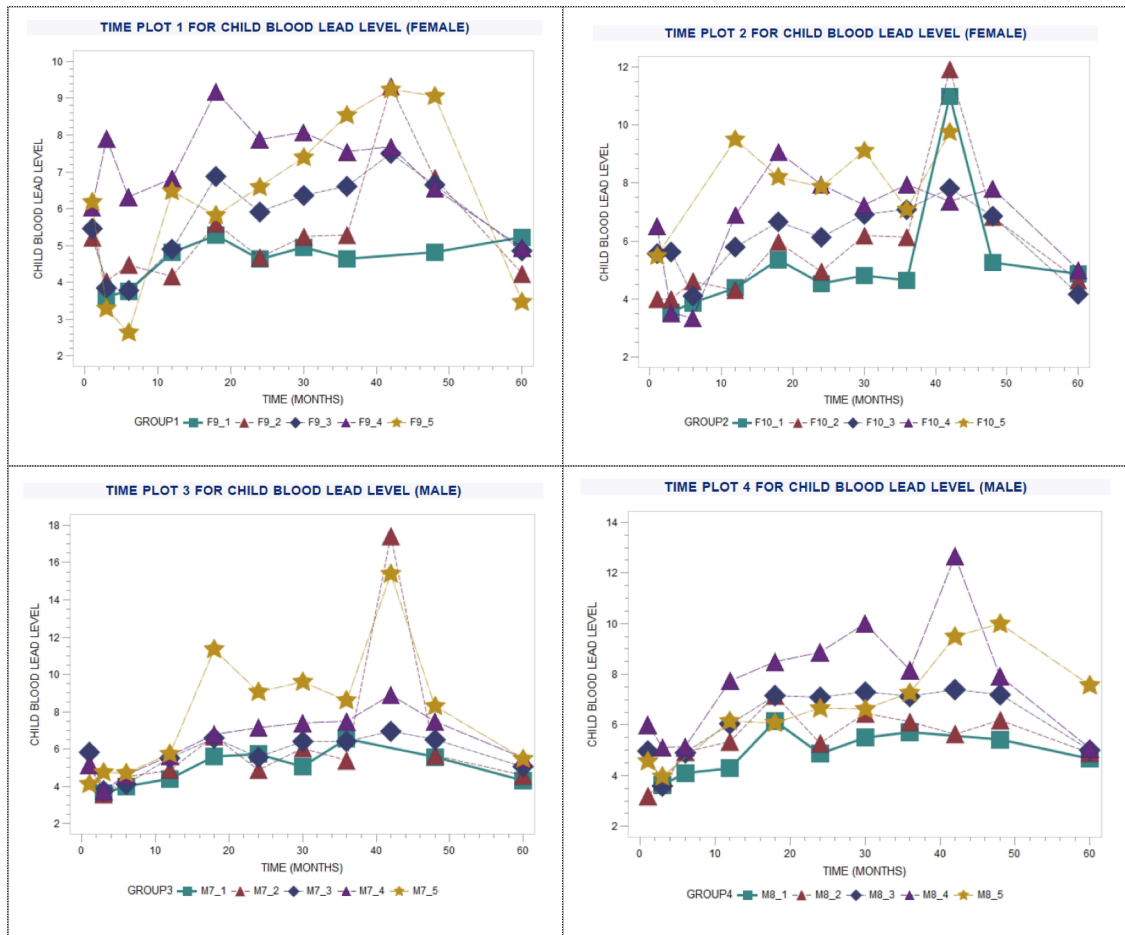 TIME PLOT 1 FOR CHILD BLOOD LEAD LEVEL (FEMALE)
10
9
8
7
6
5
4
3
2
CHILD BLOOD LEAD LEVEL
0 10 20 30 40 50 60
TIME (MONTHS)
GROUP1 F9_1 F9_2 F9_3 F9_4 F9_5
TIME PLOT 2 FOR CHILD BLOOD LEAD LEVEL (FEMALE)
12
10
8
6
4
2
CHILD BLOOD LEAD LEVEL
0 10 20 30 40 50 60
TIME (MONTHS)
GROUP2 F10_1 F10_2 F10_3 F10_4 F10_5
TIME PLOT 3 FOR CHILD BLOOD LEAD LEVEL (MALE)
18
16
14
12
10
8
6
4
2
CHILD BLOOD LEAD LEVEL
0 10 20 30 40 50 60
TIME (MONTHS)
GROUP3 M7_1 M7_2 M7_3 M7_4 M7_5
TIME PLOT 4 FOR CHILD BLOOD LEAD LEVEL (MALE)
14
12
10
8
6
4
2
CHILD BLOOD LEAD LEVEL
0 10 20 30 40 50 60
TIME (MONTHS)
GROUP4 M8_1 M8_2 M8_3 M8_4 M8_5